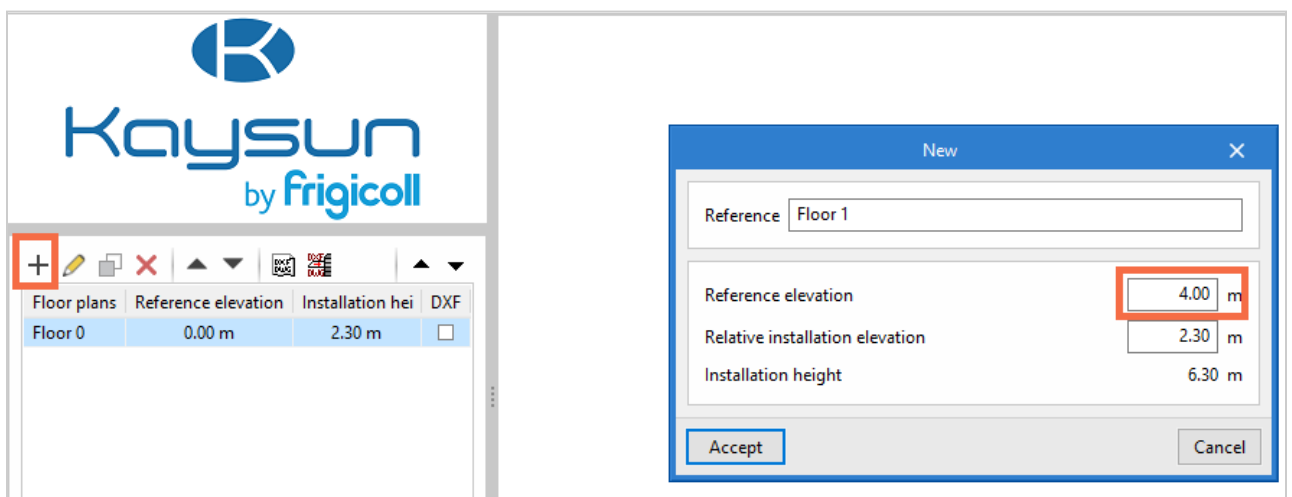 Kaysun
by Frigicoll
Floor plans Reference elevation Installation hei DXF
Floor 0 0.00 m 2.30 m
New
Reference Floor 1
Reference elevation 4.00 m
Relative installation elevation 2.30 m
Installation height 6.30 m
Accept Cancel